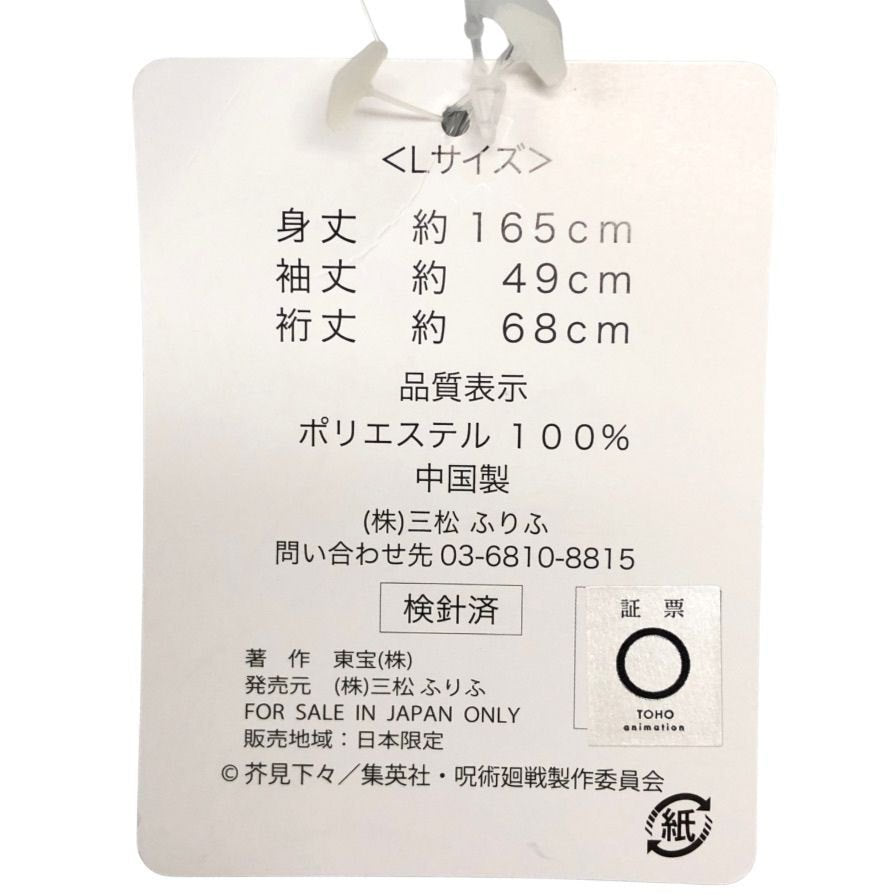 ＜Lサイズ＞
身丈　約 165cm
袖丈　約　49cm
裄丈　約　68cm
品質表示
ポリエステル 100%
中国製
(株)三松 ふりふ
問い合わせ先 03-6810-8815
検針済
証 票
TOHO
animation
著　作　東宝(株)
発売元　(株)三松 ふりふ
FOR SALE IN JAPAN ONLY
販売地域：日本限定
© 芥見下々／集英社・呪術廻戦製作委員会
紙